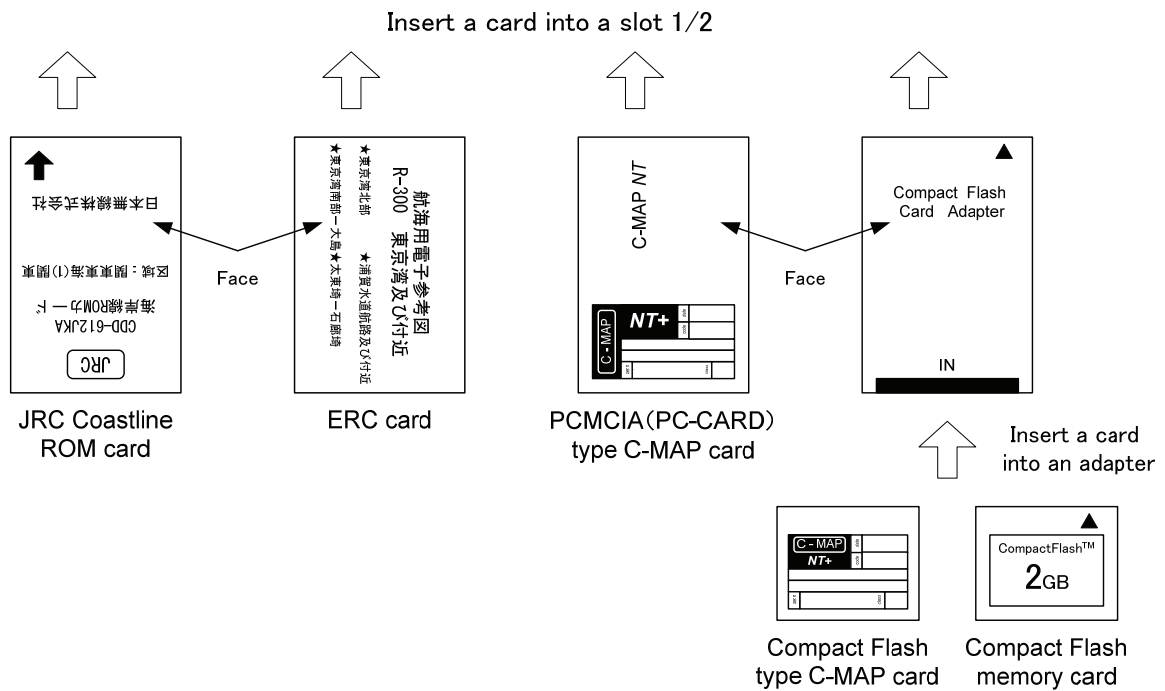 Insert a card into a slot 1/2
日本無線株式会社
区域：関東東海(1)関東
海岸線ROMカード
CDD-612JKA
JRC
Face
航海用電子参考図
R-300 東京湾及び付近
★東京湾北部 ★浦賀水道航路及び付近
★東京湾南部ー大島★太東埼ー石廊埼
C-MAP NT
C-MAP
NT+
code
Face
Compact Flash
Card Adapter
IN
JRC Coastline
ROM card
ERC card
PCMCIA(PC-CARD)
type C-MAP card
Insert a card
into an adapter
C-MAP
NT+
code
CompactFlash™
2GB
Compact Flash
type C-MAP card
Compact Flash
memory card